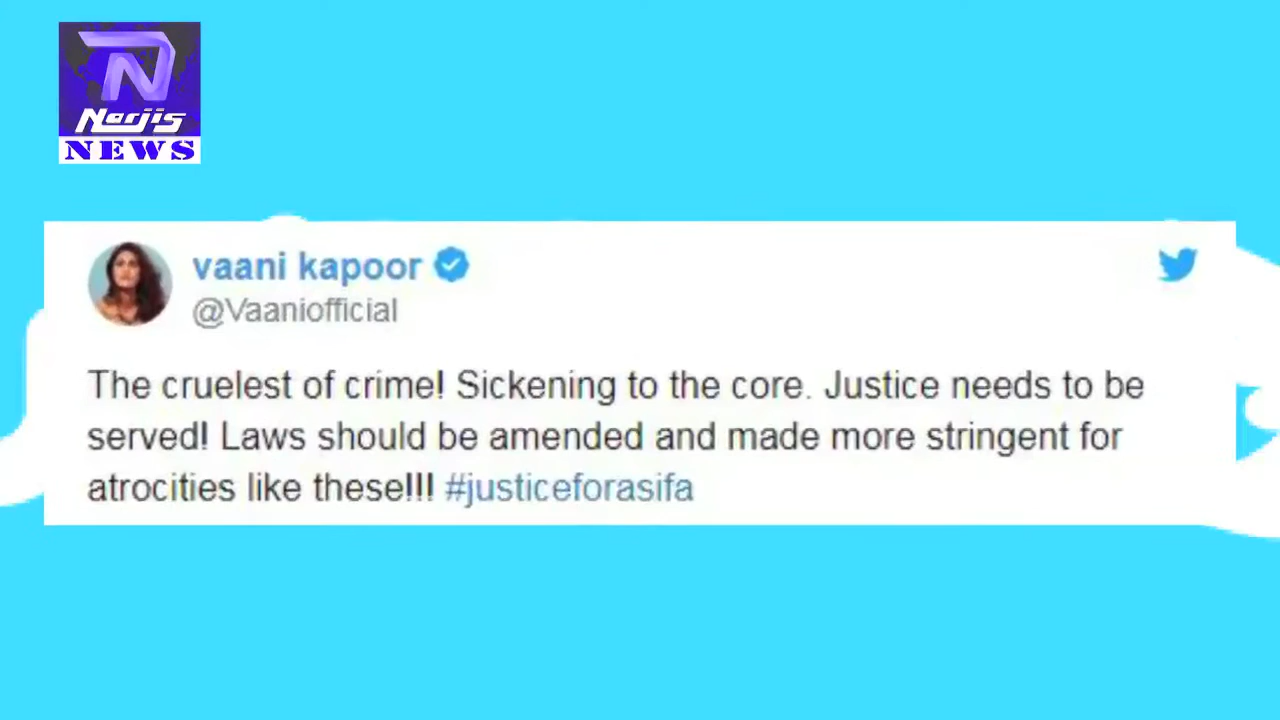 Narjis
NEWS
vaani kapoor
@Vaaniofficial
The cruelest of crime! Sickening to the core. Justice needs to be
served! Laws should be amended and made more stringent for
atrocities like these!!! #justiceforasifa